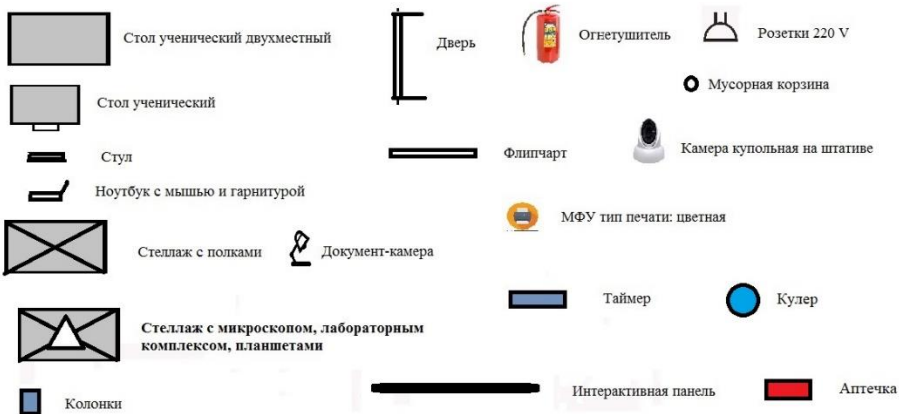 Стол ученический двухместный
Дверь
Огнетушитель
Розетки 220 V
Стол ученический
Мусорная корзина
Стул
Флипчарт
Камера купольная на штативе
Ноутбук с мышью и гарнитурой
МФУ тип печати: цветная
Стеллаж с полками
Документ-камера
Таймер
Кулер
Стеллаж с микроскопом, лабораторным
комплексом, планшетами
Колонки
Интерактивная панель
Аптечка